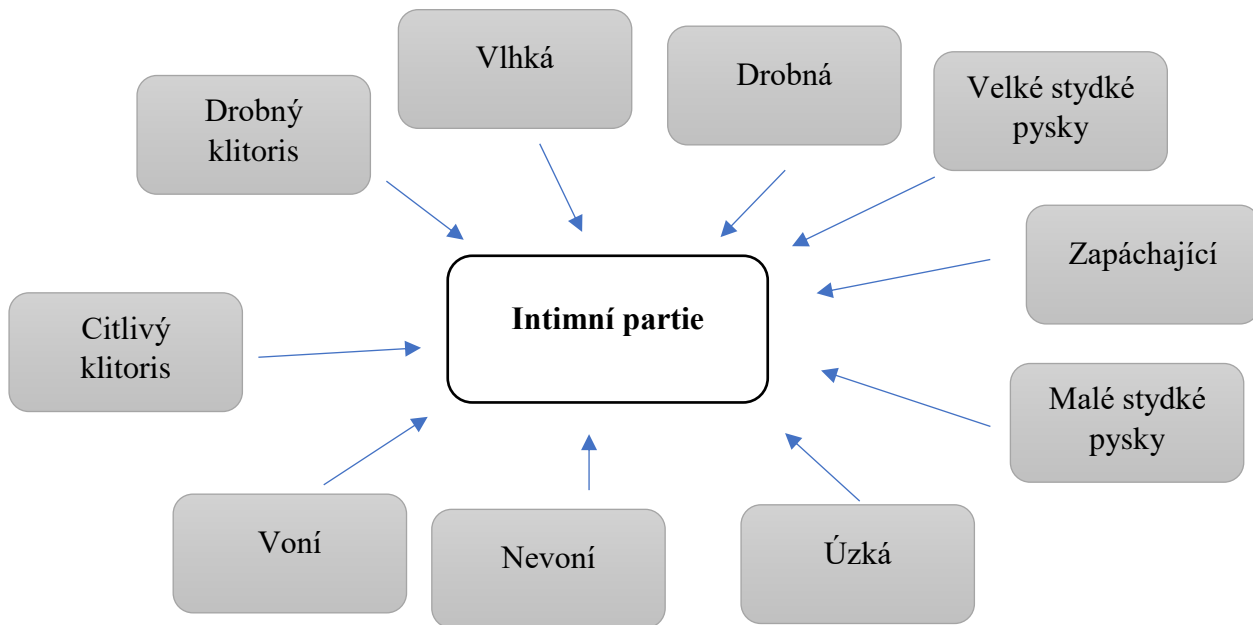 Vlhká
Drobná
Velké stydké
pysky
Drobný
klitoris
Zapáchající
Intimní partie
Citlivý
klitoris
Malé stydké
pysky
Voní
Nevoní
Úzká